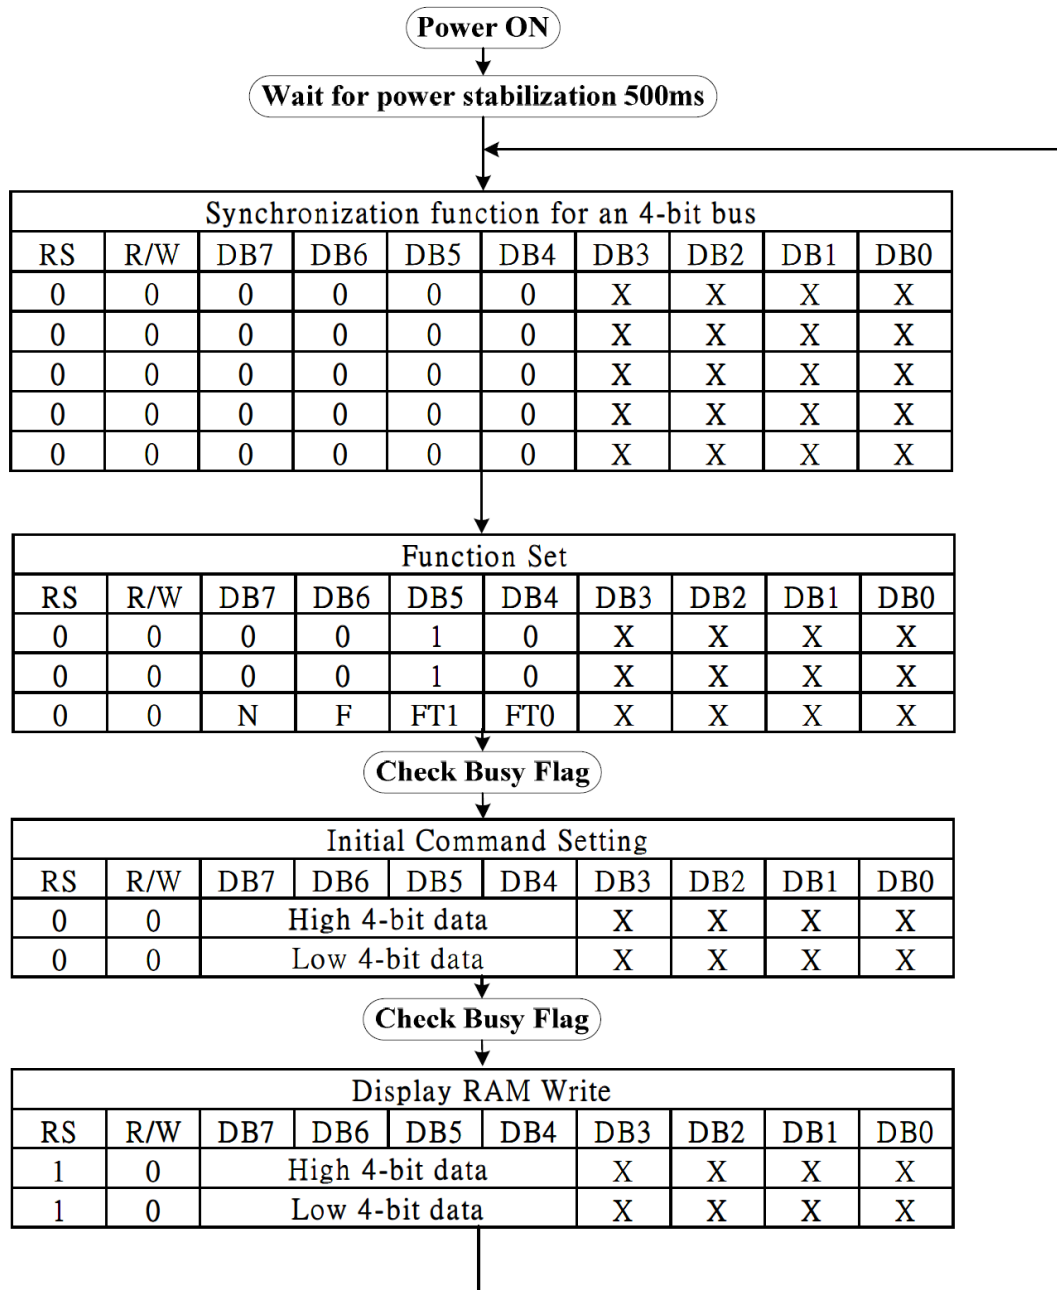 Power ON
Wait for power stabilization 500ms
Synchronization function for an 4-bit bus
RS R/W DB7 DB6 DB5 DB4 DB3 DB2 DB1 DB0
0 0 0 0 0 0 X X X X
0 0 0 0 0 0 X X X X
0 0 0 0 0 0 X X X X
0 0 0 0 0 0 X X X X
0 0 0 0 0 0 X X X X
Function Set
RS R/W DB7 DB6 DB5 DB4 DB3 DB2 DB1 DB0
0 0 0 0 1 0 X X X X
0 0 0 0 1 0 X X X X
0 0 N F FT1 FT0 X X X X
Check Busy Flag
Initial Command Setting
RS R/W DB7 DB6 DB5 DB4 DB3 DB2 DB1 DB0
0 0 High 4-bit data X X X X
0 0 Low 4-bit data X X X X
Check Busy Flag
Display RAM Write
RS R/W DB7 DB6 DB5 DB4 DB3 DB2 DB1 DB0
1 0 High 4-bit data X X X X
1 0 Low 4-bit data X X X X